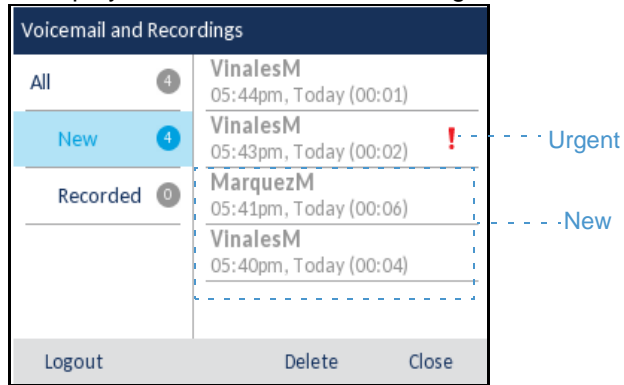 Voicemail and Recordings
All 4
New 4
Recorded 0
VinalesM
05:44pm, Today (00:01)
VinalesM
05:43pm, Today (00:02) !
MarquezM
05:41pm, Today (00:06)
VinalesM
05:40pm, Today (00:04)
Urgent
New
Logout Delete Close